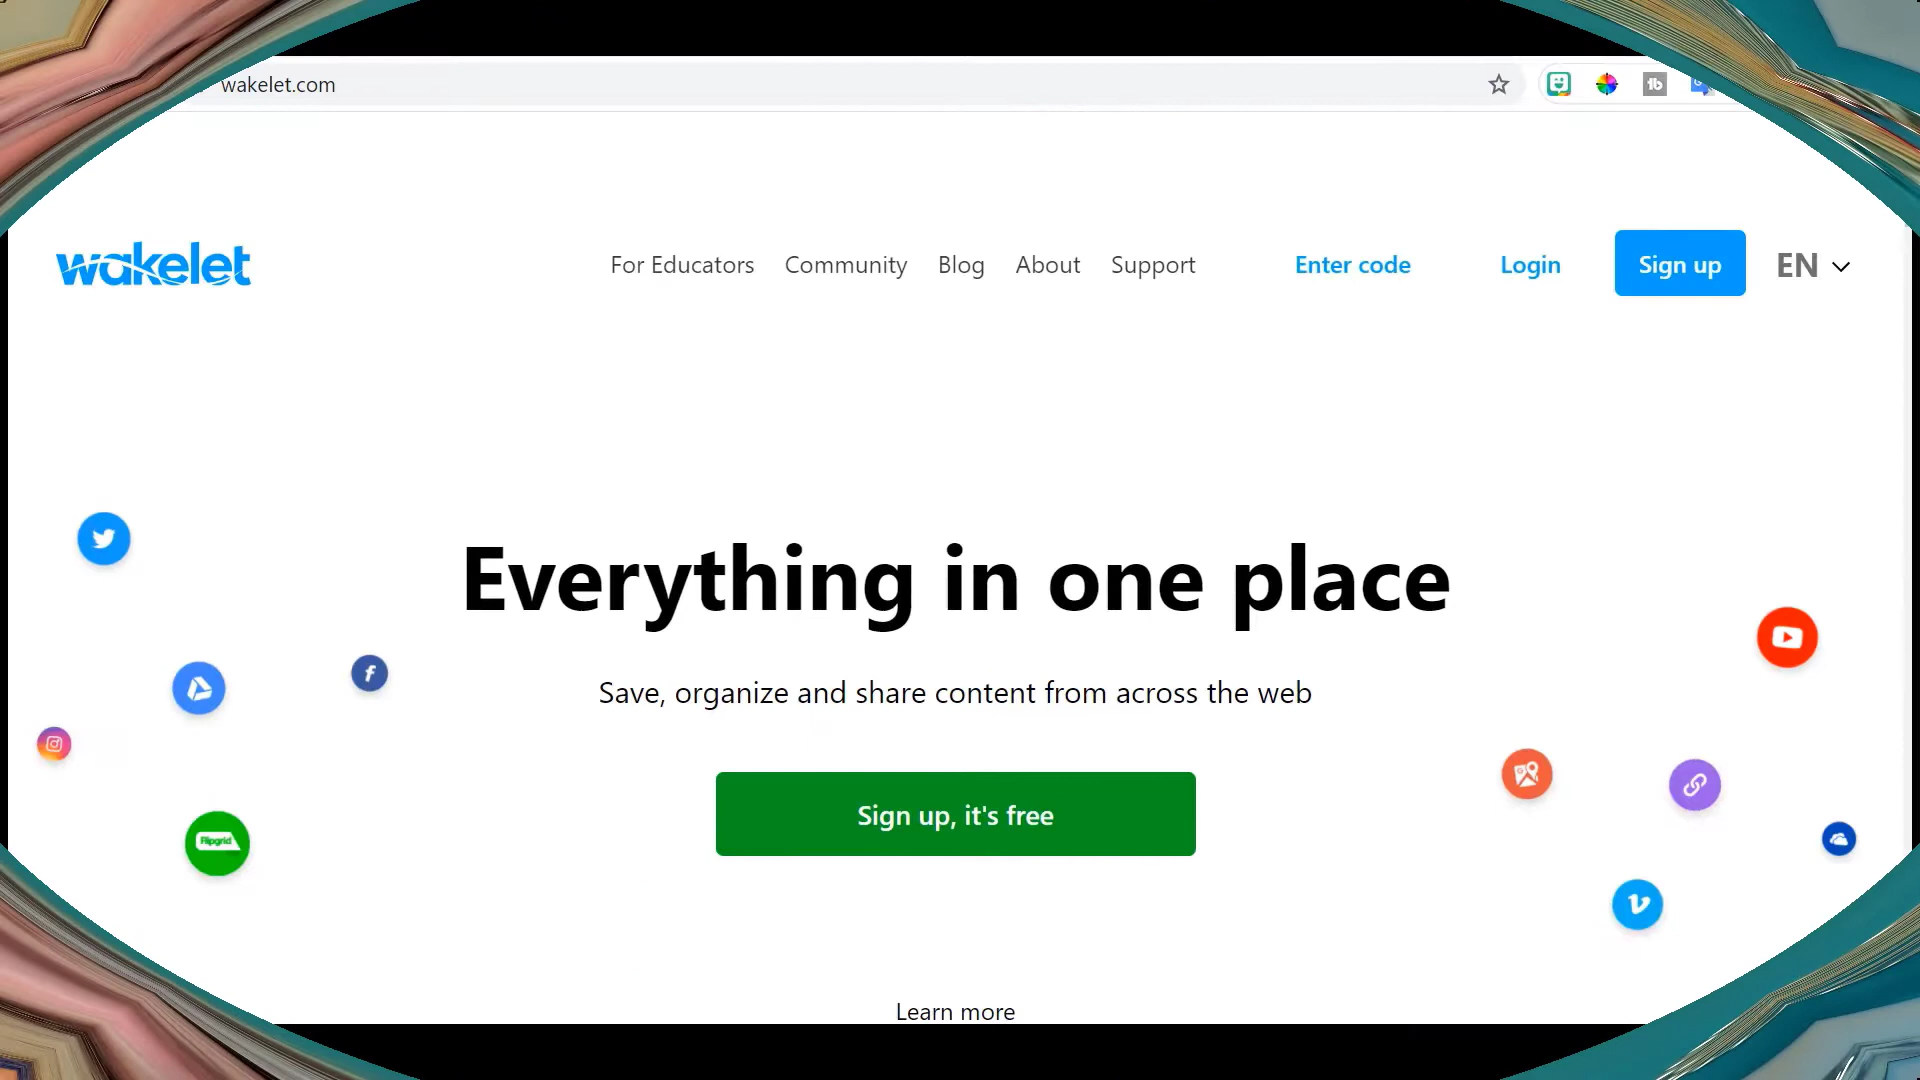 wakelet.com
wakelet
For Educators Community Blog About Support Enter code Login Sign up EN
Everything in one place
Save, organize and share content from across the web
Flipgrid
Sign up, it's free
Learn more